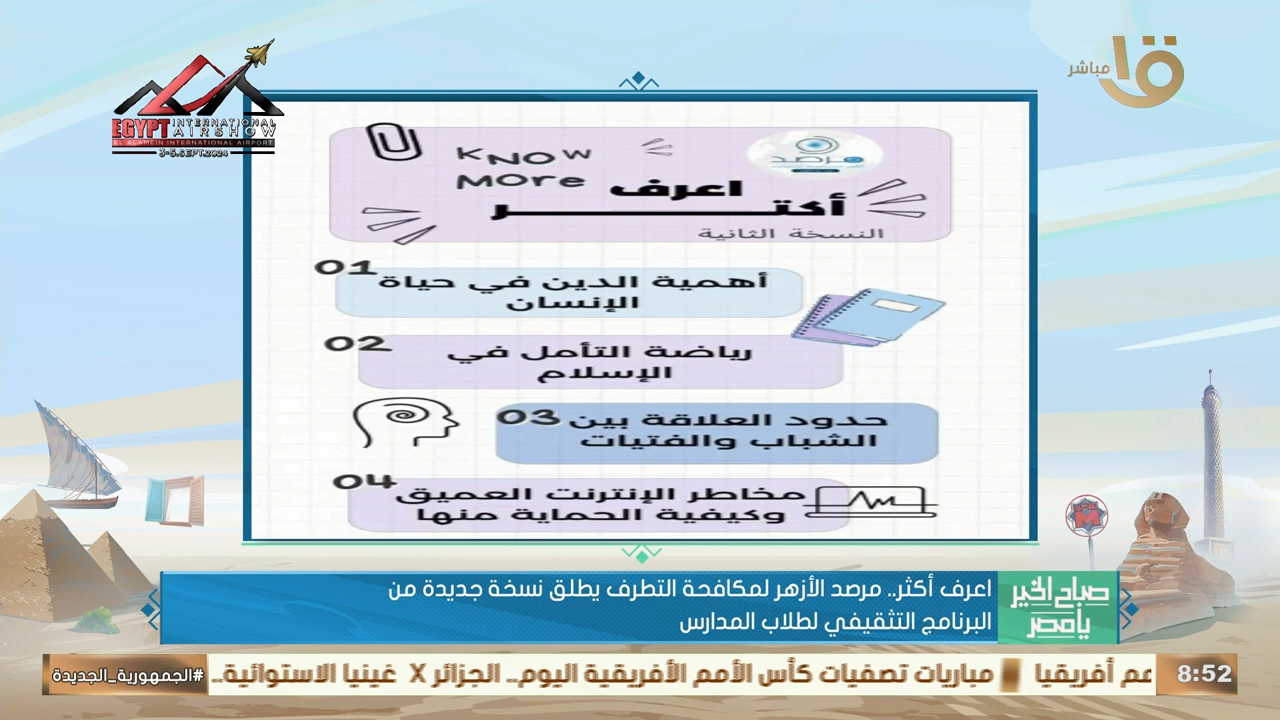 EGYPT INTERNATIONAL
AIRSHOW
EL ALAMEIN INTERNATIONAL AIRPORT
3-5.SEPT.2024
مباشر
KNOW
MORE
مرصد
اعرف
أكتــــــــر
النسخة الثانية
01
أهمية الدين في حياة
الإنسان
02
رياضة التأمل في
الإسلام
03
حدود العلاقة بين
الشباب والفتيات
04
مخاطر الإنترنت العميق
وكيفية الحماية منها
صباح الخير
يا مصر
اعرف أكثر.. مرصد الأزهر لمكافحة التطرف يطلق نسخة جديدة من
البرنامج التثقيفي لطلاب المدارس
8:52
عم أفريقيا
مباريات تصفيات كأس الأمم الأفريقية اليوم.. الجزائر X غينيا الاستوائية..
#الجمهورية_الجديدة